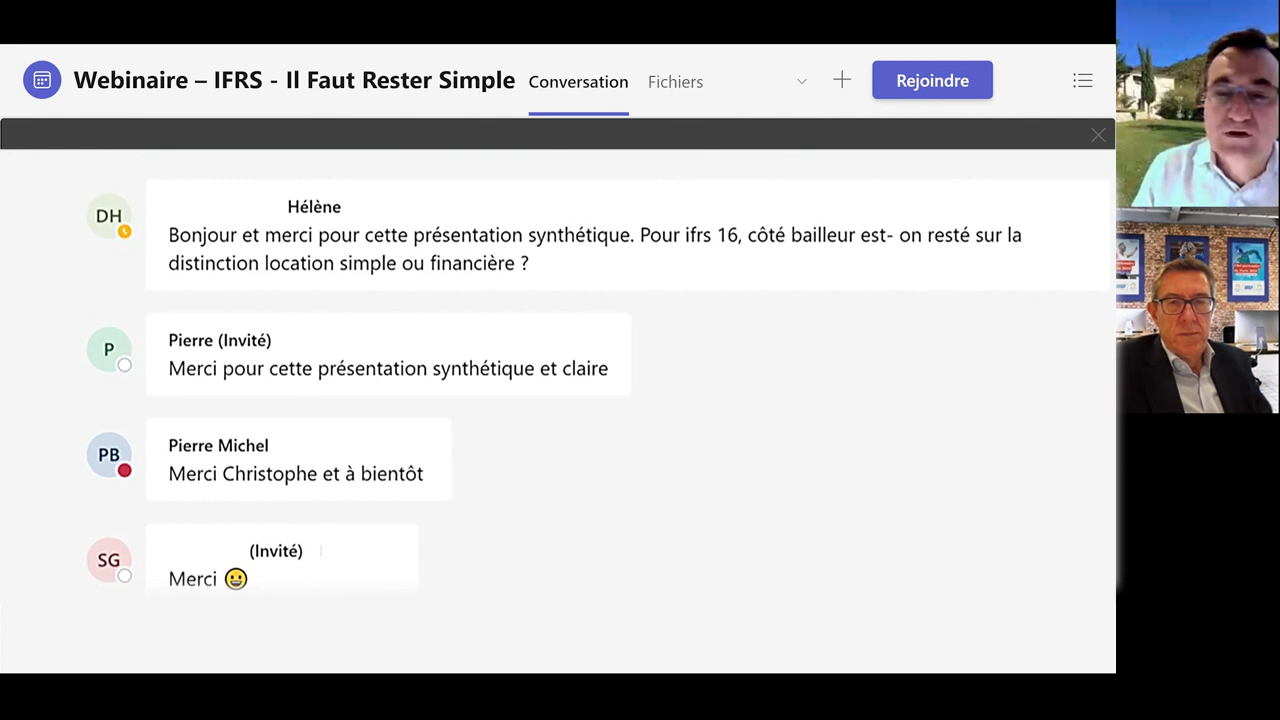 Webinaire – IFRS - Il Faut Rester Simple Conversation Fichiers Rejoindre
DH
Hélène
Bonjour et merci pour cette présentation synthétique. Pour ifrs 16, côté bailleur est- on resté sur la
distinction location simple ou financière ?
P
Pierre (Invité)
Merci pour cette présentation synthétique et claire
PB
Pierre Michel
Merci Christophe et à bientôt
SG
(Invité)
Merci 😀